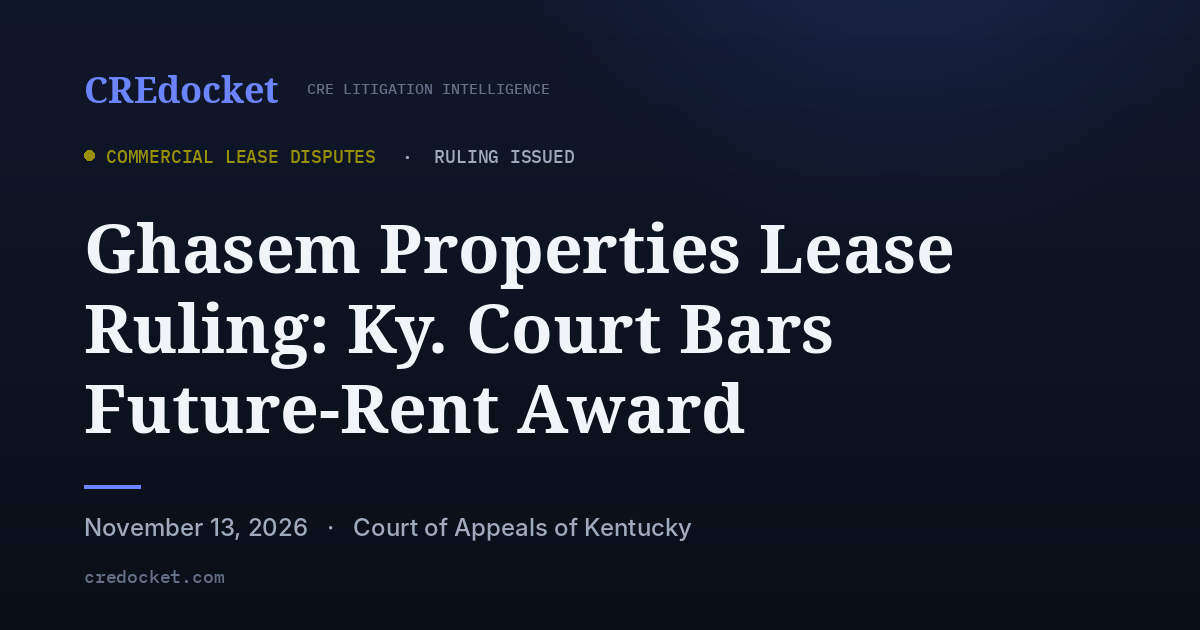 CREdocket CRE LITIGATION INTELLIGENCE
COMMERCIAL LEASE DISPUTES · RULING ISSUED
Ghasem Properties Lease
Ruling: Ky. Court Bars
Future-Rent Award
November 13, 2026 · Court of Appeals of Kentucky
credocket.com